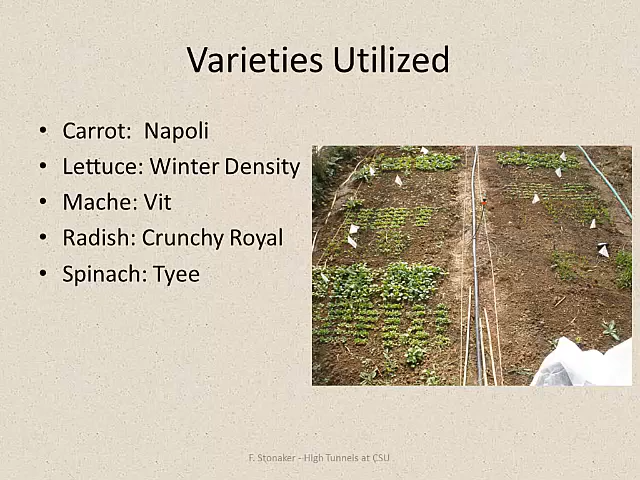 Varieties Utilized
• Carrot:  Napoli
• Lettuce: Winter Density
• Mache: Vit
• Radish: Crunchy Royal
• Spinach: Tyee
F. Stonaker - High Tunnels at CSU